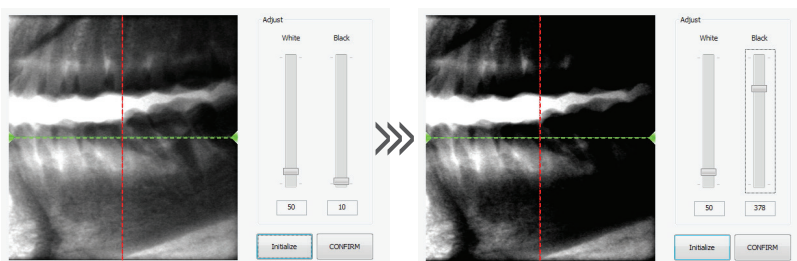 Adjust
White Black
50 10
Initialize CONFIRM
Adjust
White Black
50 378
Initialize CONFIRM